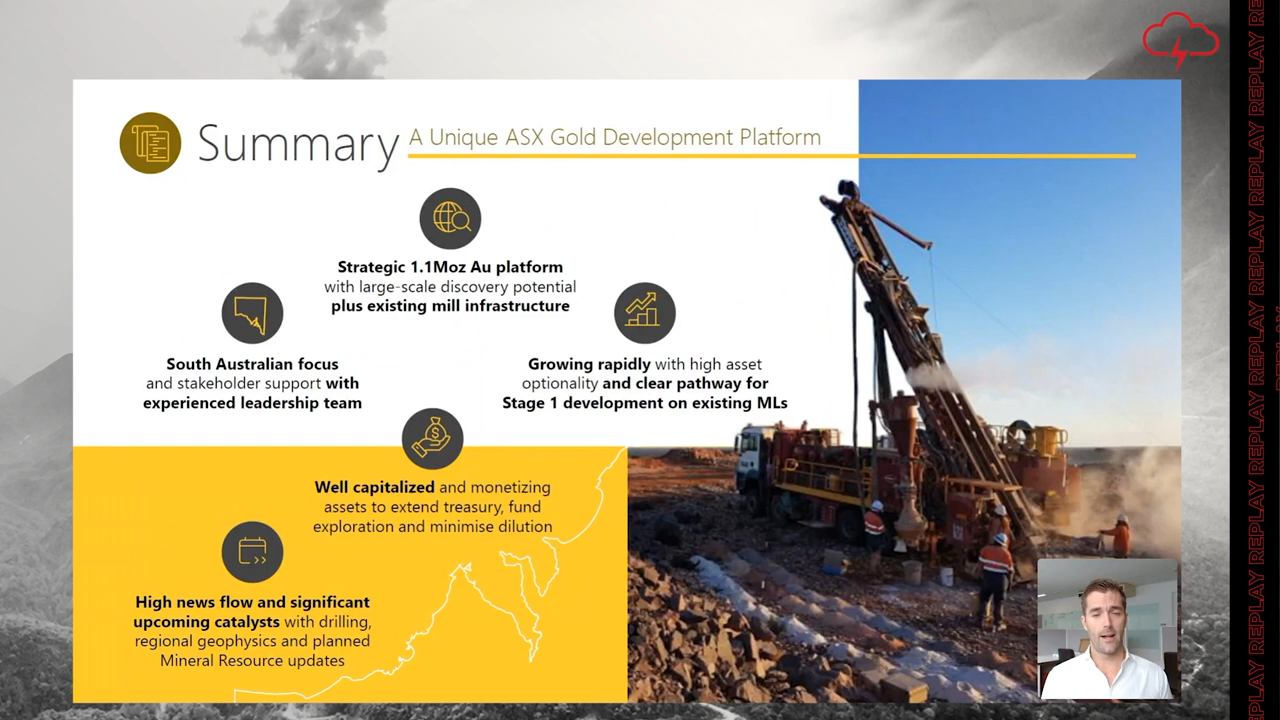 Summary A Unique ASX Gold Development Platform
Strategic 1.1Moz Au platform
with large-scale discovery potential
plus existing mill infrastructure
South Australian focus
and stakeholder support with
experienced leadership team
Growing rapidly with high asset
optionality and clear pathway for
Stage 1 development on existing MLs
Well capitalized and monetizing
assets to extend treasury, fund
exploration and minimise dilution
High news flow and significant
upcoming catalysts with drilling,
regional geophysics and planned
Mineral Resource updates
REPLAY REPLAY REPLAY REPLAY REPLAY REPLAY REPLAY REPLAY REPLAY